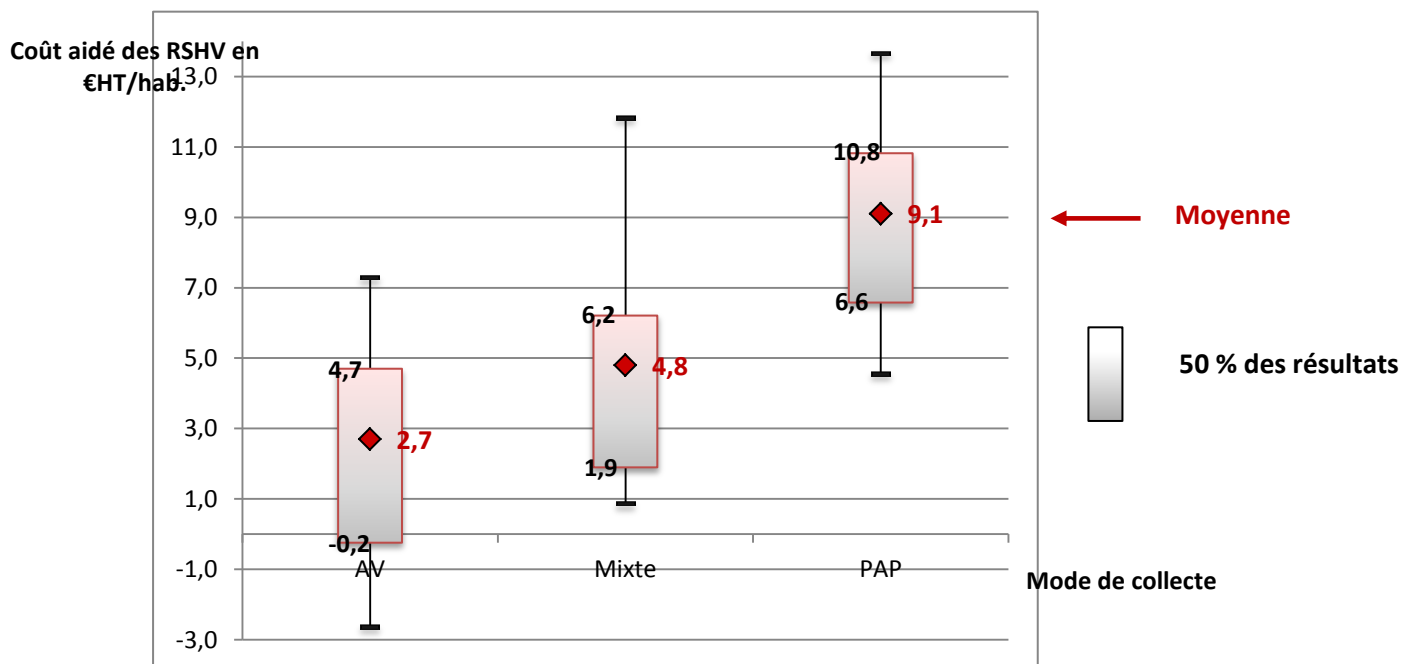 Coût aidé des RSHV en
€HT/hab.
13,0
11,0
9,0
7,0
5,0
3,0
1,0
-1,0
-3,0
4,7
2,7
-0,2
6,2
4,8
1,9
10,8
9,1
6,6
AV
Mixte
PAP
Mode de collecte
Moyenne
50 % des résultats